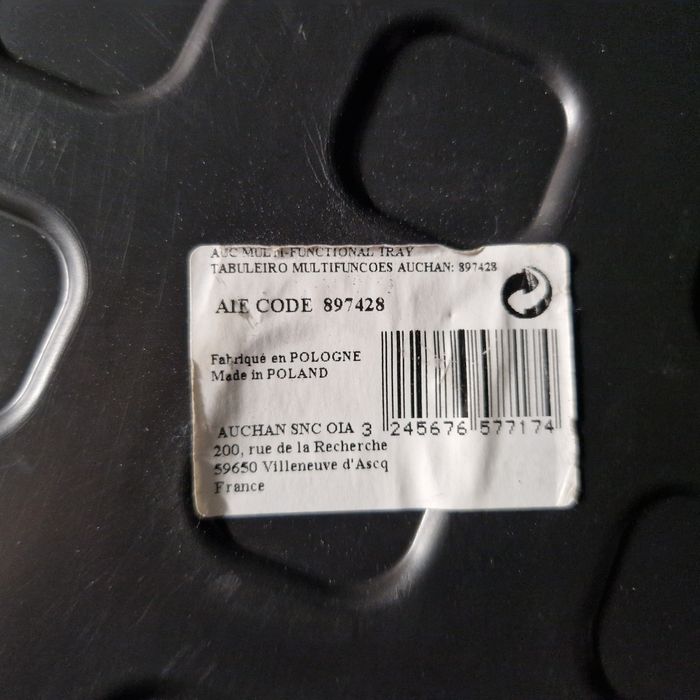 AUC MULTI-FUNCTIONAL TRAY
TABULEIRO MULTIFUNCOES AUCHAN: 897428
AIE CODE 897428
Fabriqué en POLOGNE
Made in POLAND
AUCHAN SNC OIA
200, rue de la Recherche
59650 Villeneuve d'Ascq
France
3 245676 577174